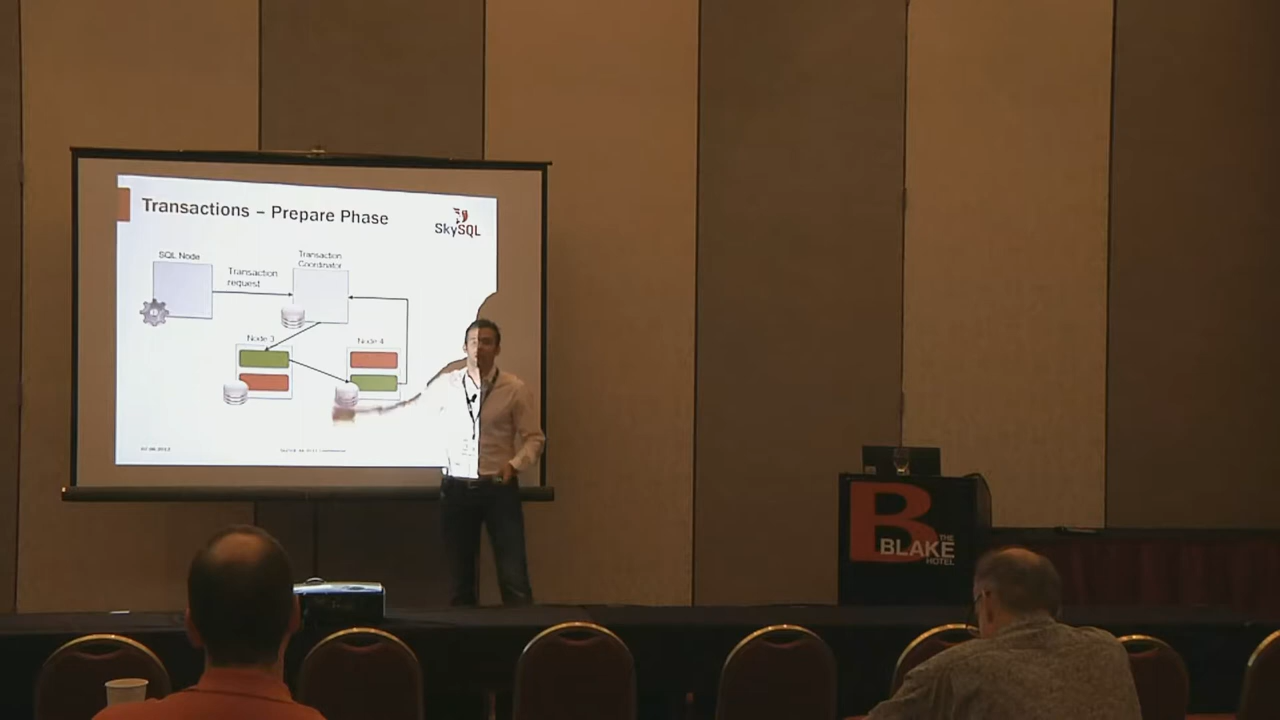 Transactions – Prepare Phase
SkySQL
SQL Node
Transaction
Coordinator
Transaction
request
Node 3
Node 4
B
THE
BLAKE
HOTEL